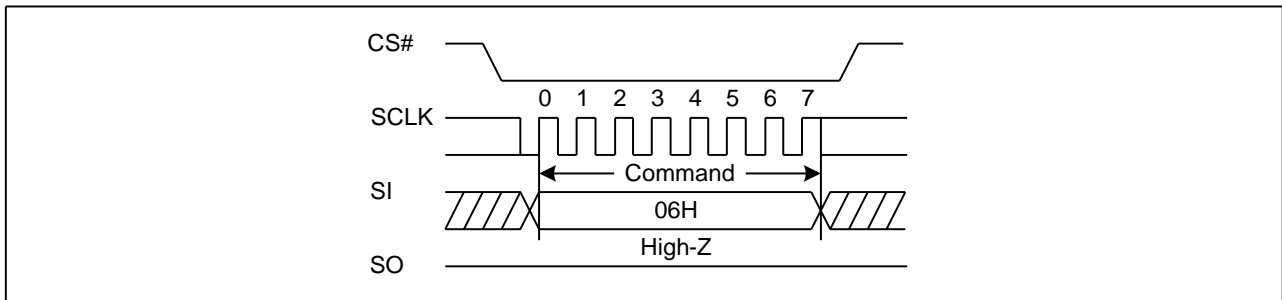 CS#
0 1 2 3 4 5 6 7
SCLK
Command
SI
06H
High-Z
SO